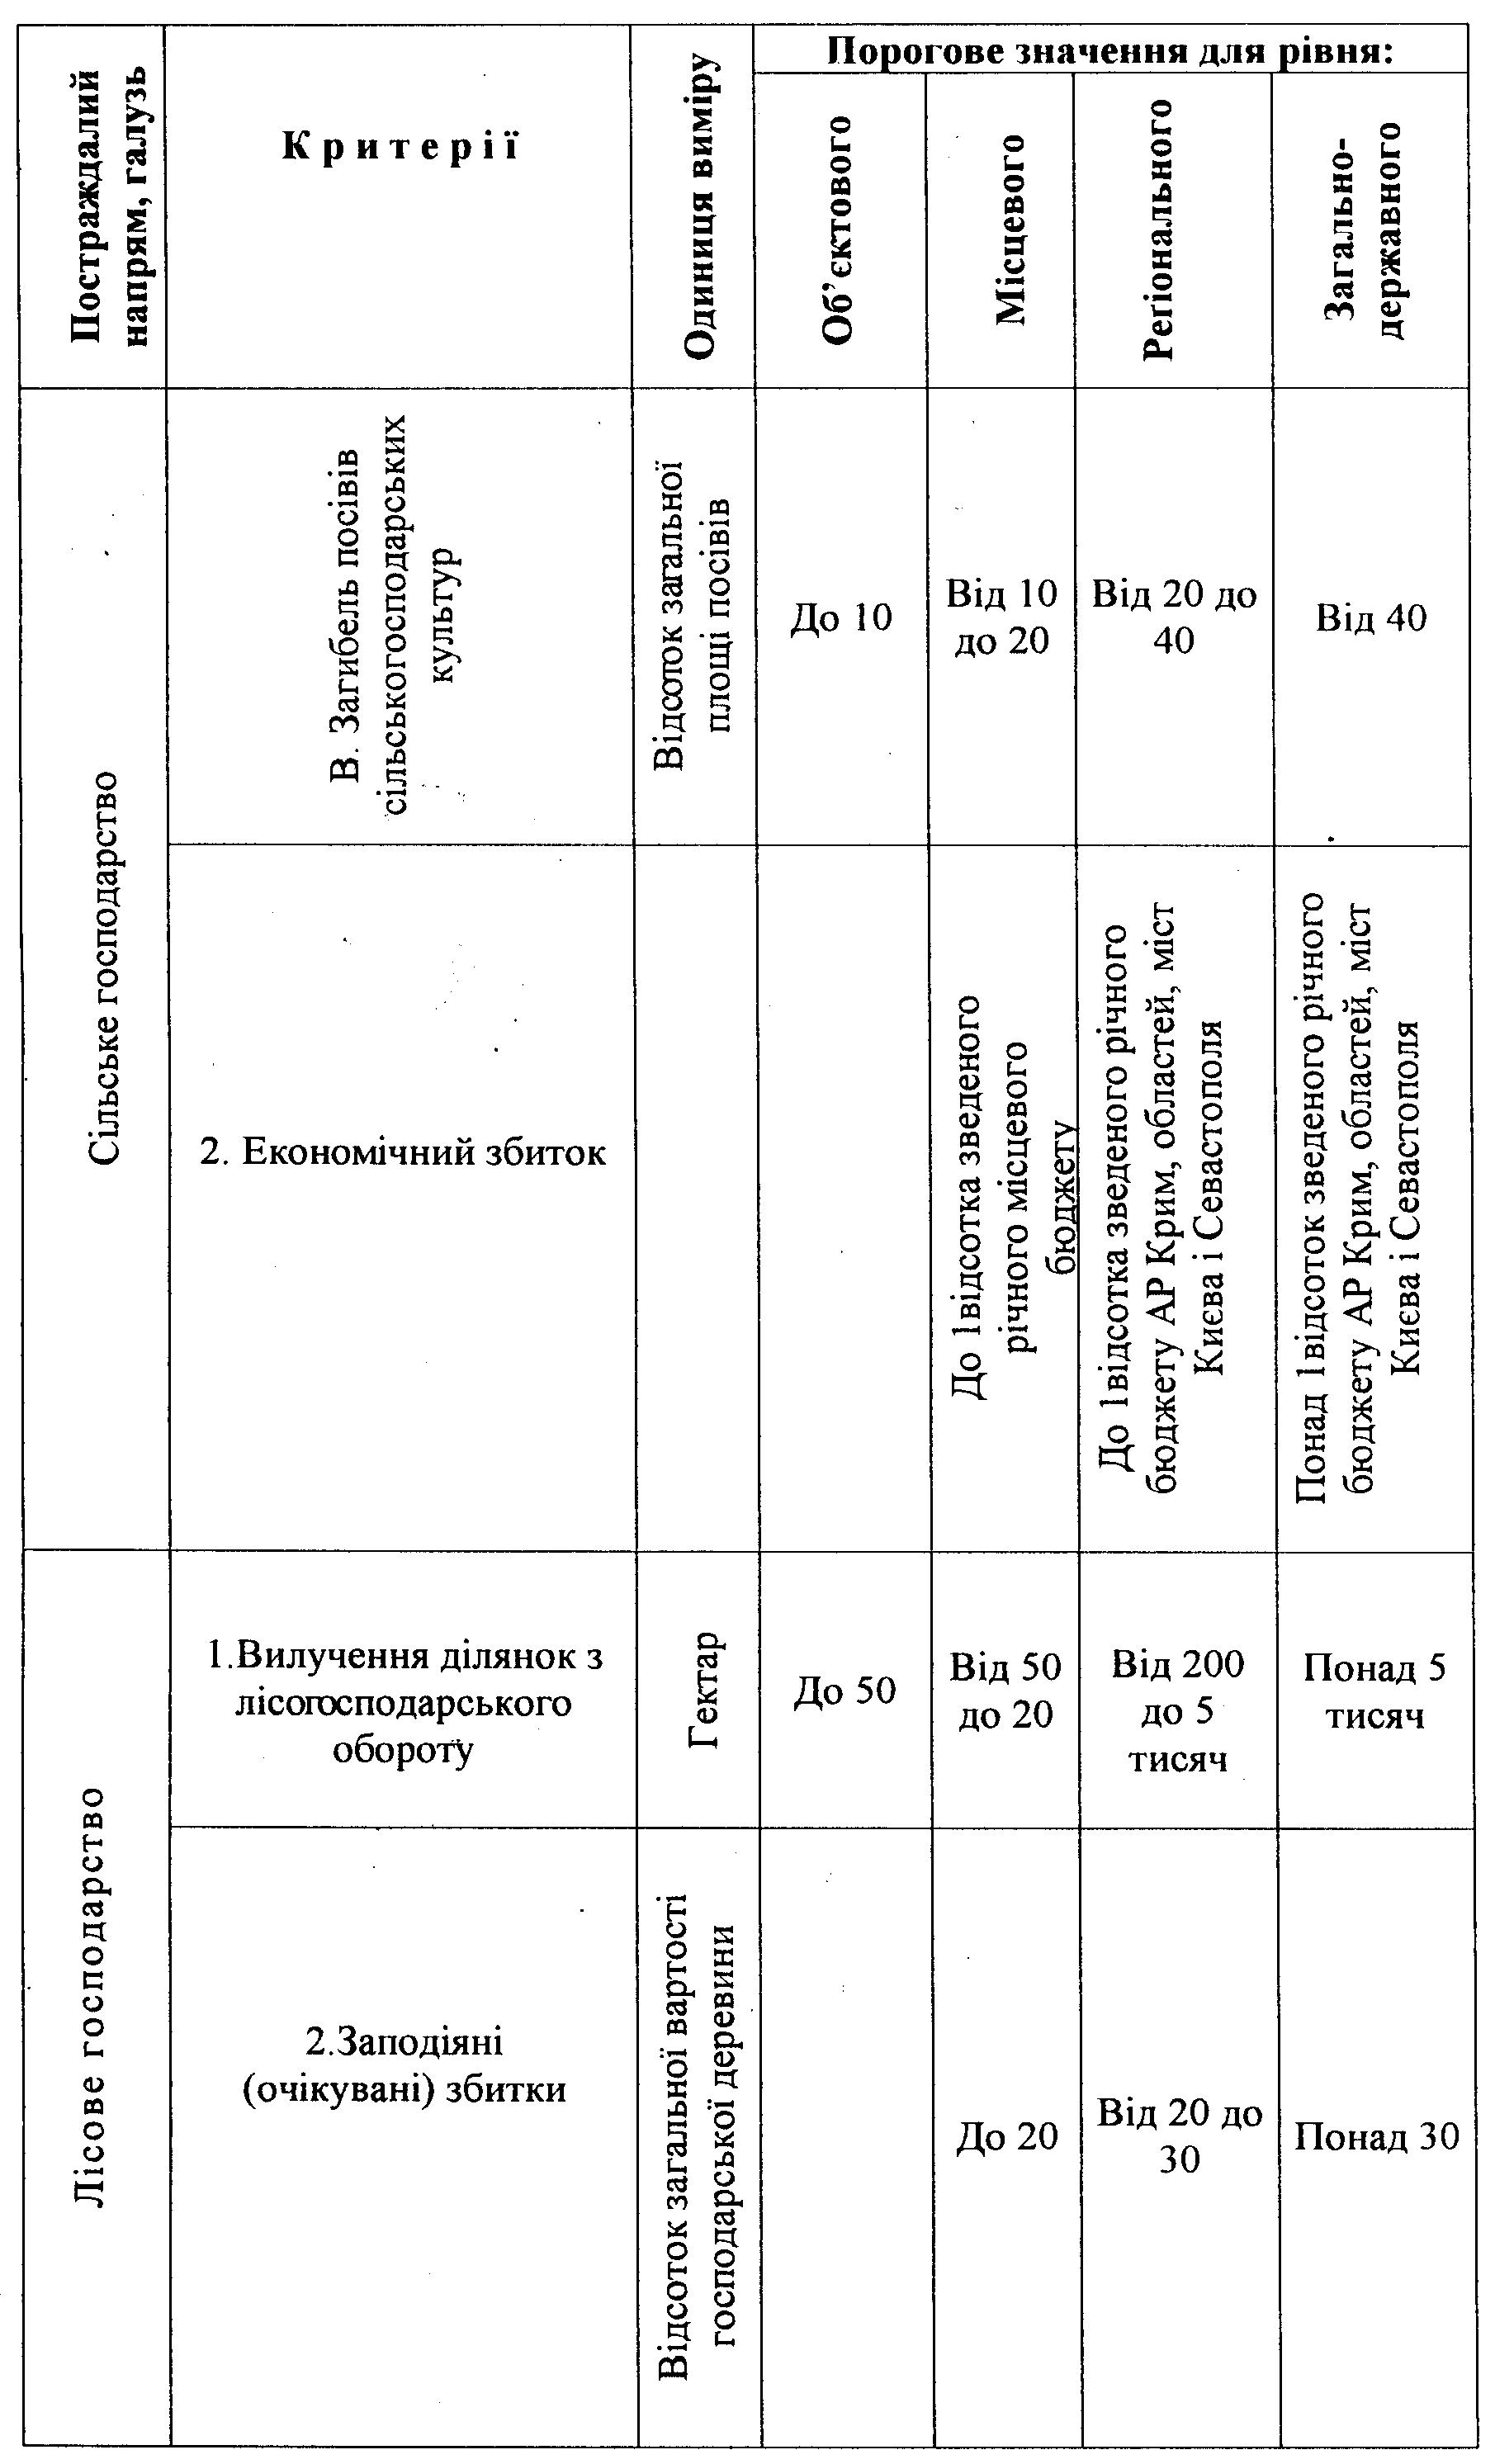 Постраждалий
напрям, галузь
Критерії
Одиниця виміру
Порогове значення для рівня:
Об’єктового
Місцевого
Регіонального
Загально-
державного
Сільське господарство
В. Загибель посівів
сільськогосподарських
культур
Відсоток загальної
площі посівів
До 10
Від 10
до 20
Від 20 до
40
Від 40
2. Економічний збиток
До 1відсотка зведеного
річного місцевого
бюджету
До 1відсотка зведеного річного
бюджету АР Крим, областей, міст
Києва і Севастополя
Понад 1відсоток зведеного річного
бюджету АР Крим, областей, міст
Києва і Севастополя
Лісове господарство
1.Вилучення ділянок з
лісогосподарського
обороту
Гектар
До 50
Від 50
до 20
Від 200
до 5
тисяч
Понад 5
тисяч
2.Заподіяні
(очікувані) збитки
Відсоток загальної вартості
господарської деревини
До 20
Від 20 до
30
Понад 30